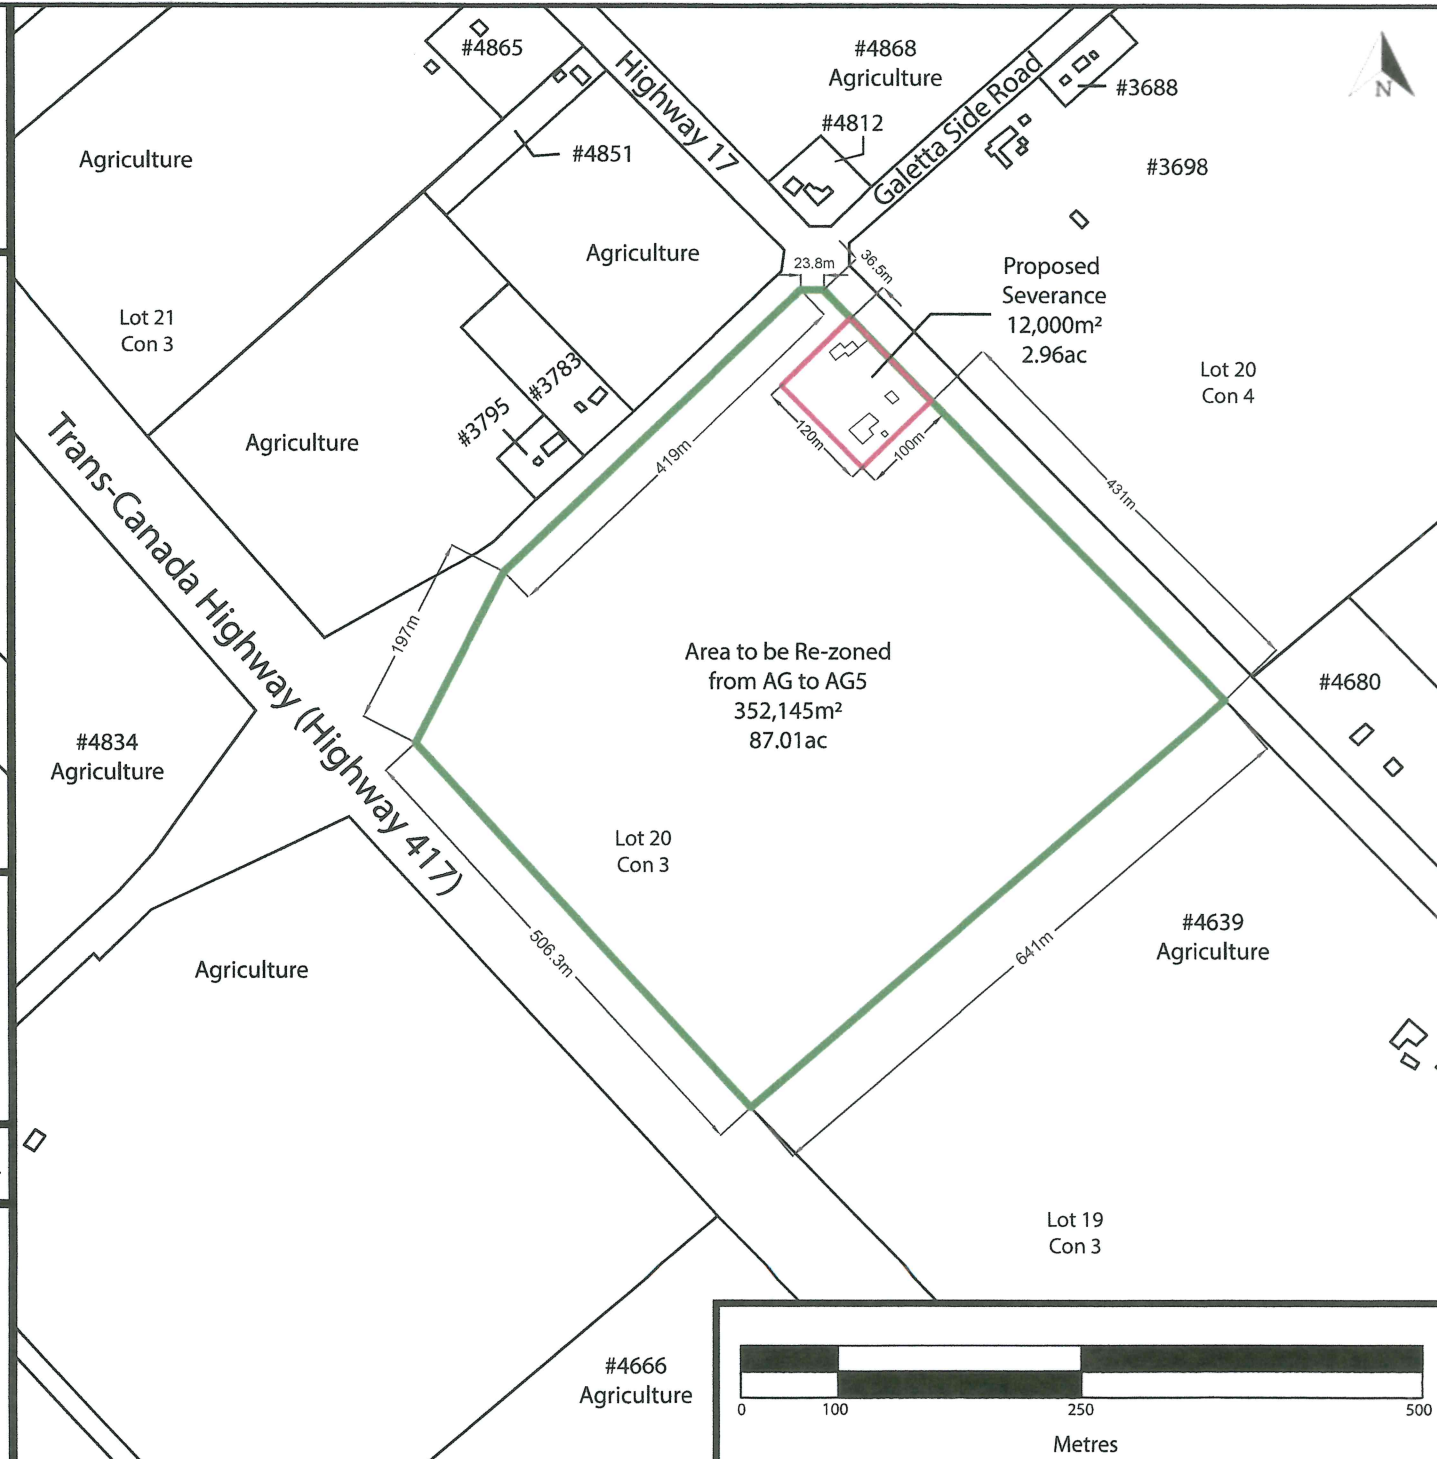 #4865
Highway 17
#4868
Agriculture
Galetta Side Road
#3688
N
#4812
Agriculture
#4851
#3698
Agriculture
23.8m
36.5m
Proposed
Severance
12,000m²
2.96ac
Lot 21
Con 3
Lot 20
Con 4
#3783
#3795
Agriculture
419m
120m
100m
431m
Trans-Canada Highway (Highway 417)
197m
Area to be Re-zoned
from AG to AG5
352,145m²
87.01ac
#4680
#4834
Agriculture
Lot 20
Con 3
506.3m
641m
#4639
Agriculture
Agriculture
Lot 19
Con 3
#4666
Agriculture
0 100 250 500
Metres